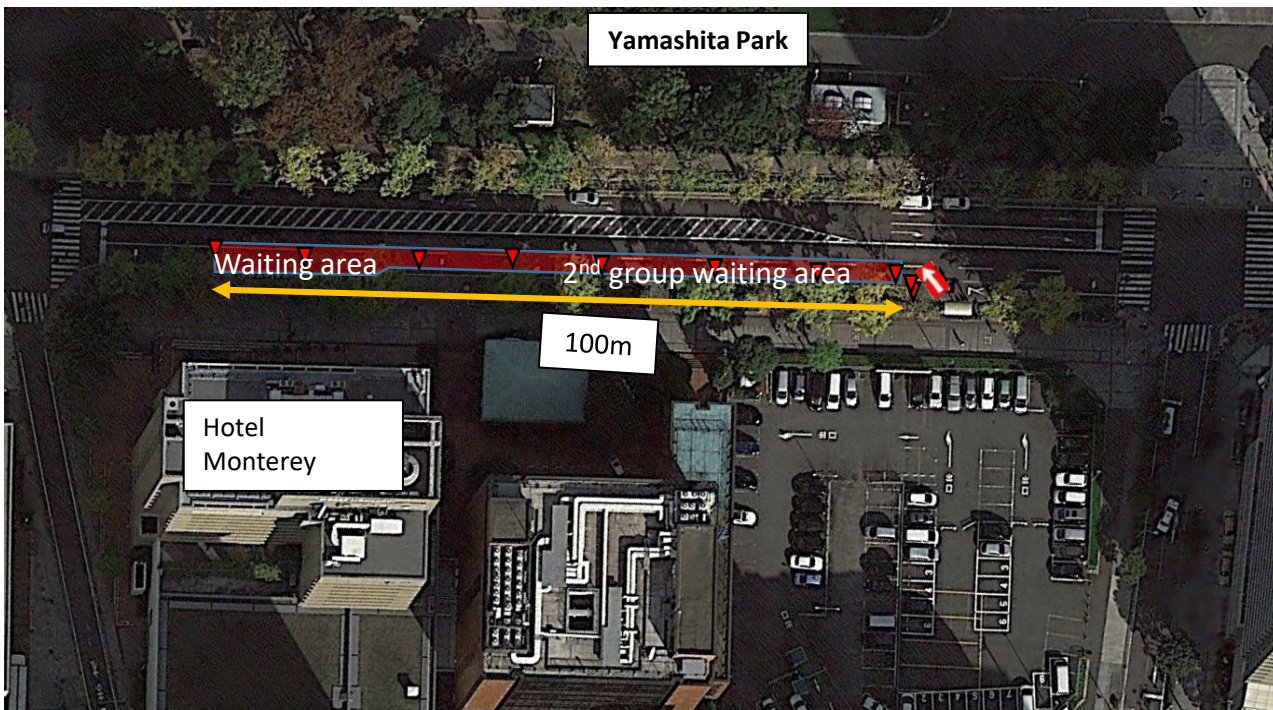 Yamashita Park
Waiting area
2nd group waiting area
100m
Hotel
Monterey